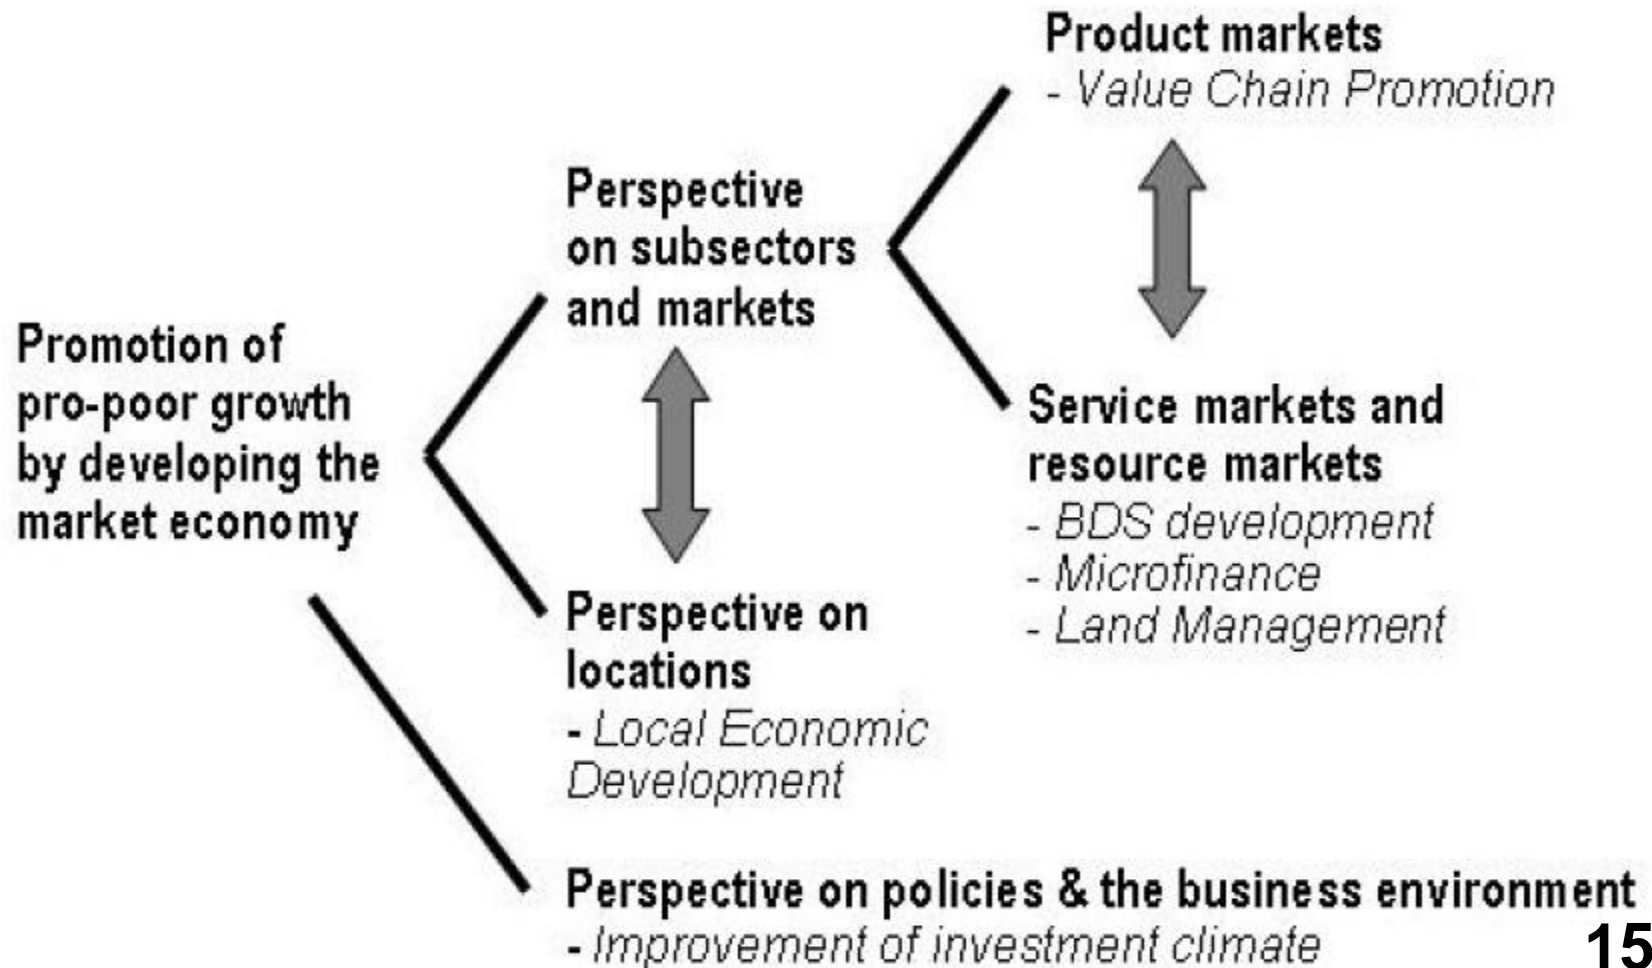 Product markets
- Value Chain Promotion
Perspective
on subsectors
and markets
Promotion of
pro-poor growth
by developing the
market economy
Service markets and
resource markets
- BDS development
- Microfinance
- Land Management
Perspective on
locations
- Local Economic
Development
Perspective on policies & the business environment
- Improvement of investment climate
15